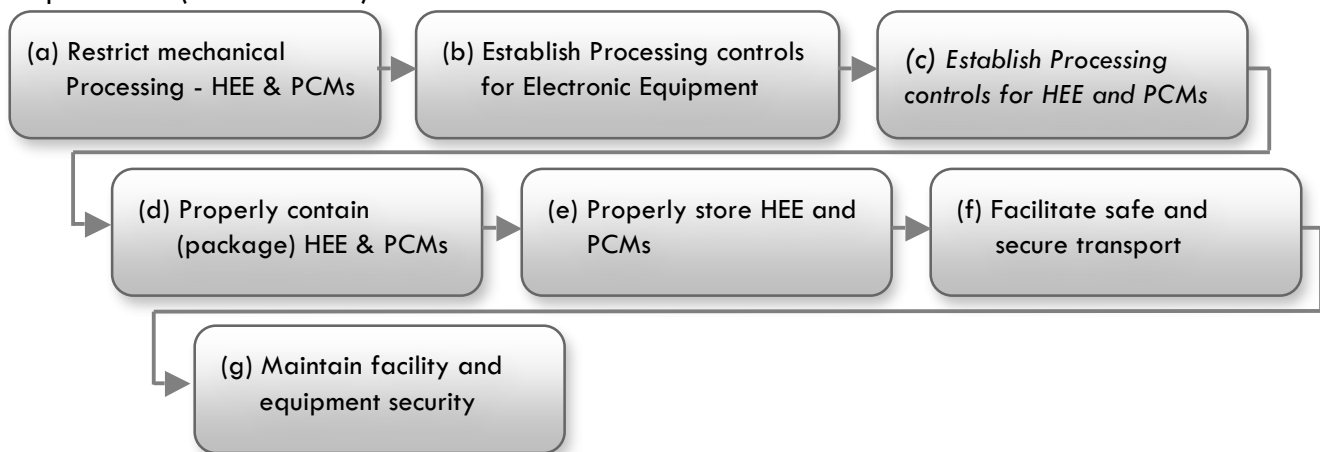 (a) Restrict mechanical
Processing - HEE & PCMs
(b) Establish Processing controls
for Electronic Equipment
(c) Establish Processing
controls for HEE and PCMs
(d) Properly contain
(package) HEE & PCMs
(e) Properly store HEE and
PCMs
(f) Facilitate safe and
secure transport
(g) Maintain facility and
equipment security